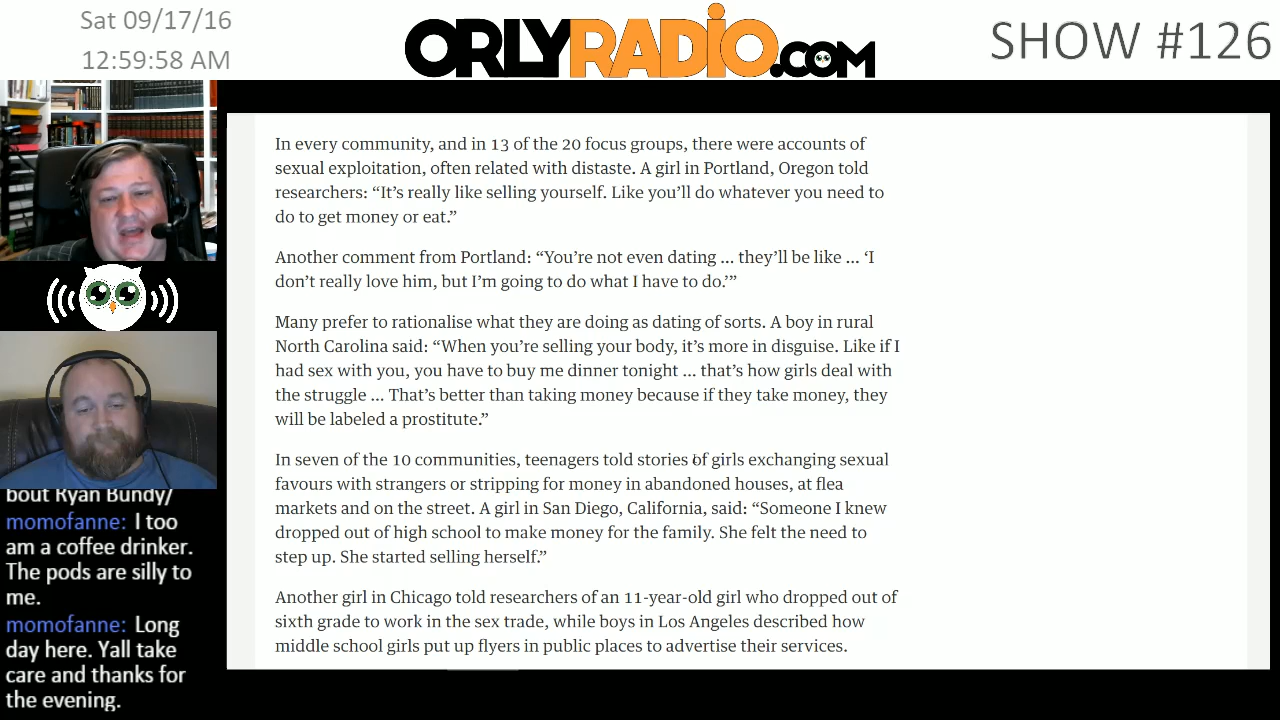 Sat 09/17/16
12:59:58 AM
ORLYRADIO.COM
SHOW #126
In every community, and in 13 of the 20 focus groups, there were accounts of
sexual exploitation, often related with distaste. A girl in Portland, Oregon told
researchers: “It’s really like selling yourself. Like you’ll do whatever you need to
do to get money or eat.”
Another comment from Portland: “You’re not even dating ... they’ll be like ... ‘I
don’t really love him, but I’m going to do what I have to do.’”
Many prefer to rationalise what they are doing as dating of sorts. A boy in rural
North Carolina said: “When you’re selling your body, it’s more in disguise. Like if I
had sex with you, you have to buy me dinner tonight ... that’s how girls deal with
the struggle ... That’s better than taking money because if they take money, they
will be labeled a prostitute.”
In seven of the 10 communities, teenagers told stories of girls exchanging sexual
favours with strangers or stripping for money in abandoned houses, at flea
markets and on the street. A girl in San Diego, California, said: “Someone I knew
dropped out of high school to make money for the family. She felt the need to
step up. She started selling herself.”
Another girl in Chicago told researchers of an 11-year-old girl who dropped out of
sixth grade to work in the sex trade, while boys in Los Angeles described how
middle school girls put up flyers in public places to advertise their services.
bout Ryan Bundy/
momofanne: I too
am a coffee drinker.
The pods are silly to
me.
momofanne: Long
day here. Yall take
care and thanks for
the evening.